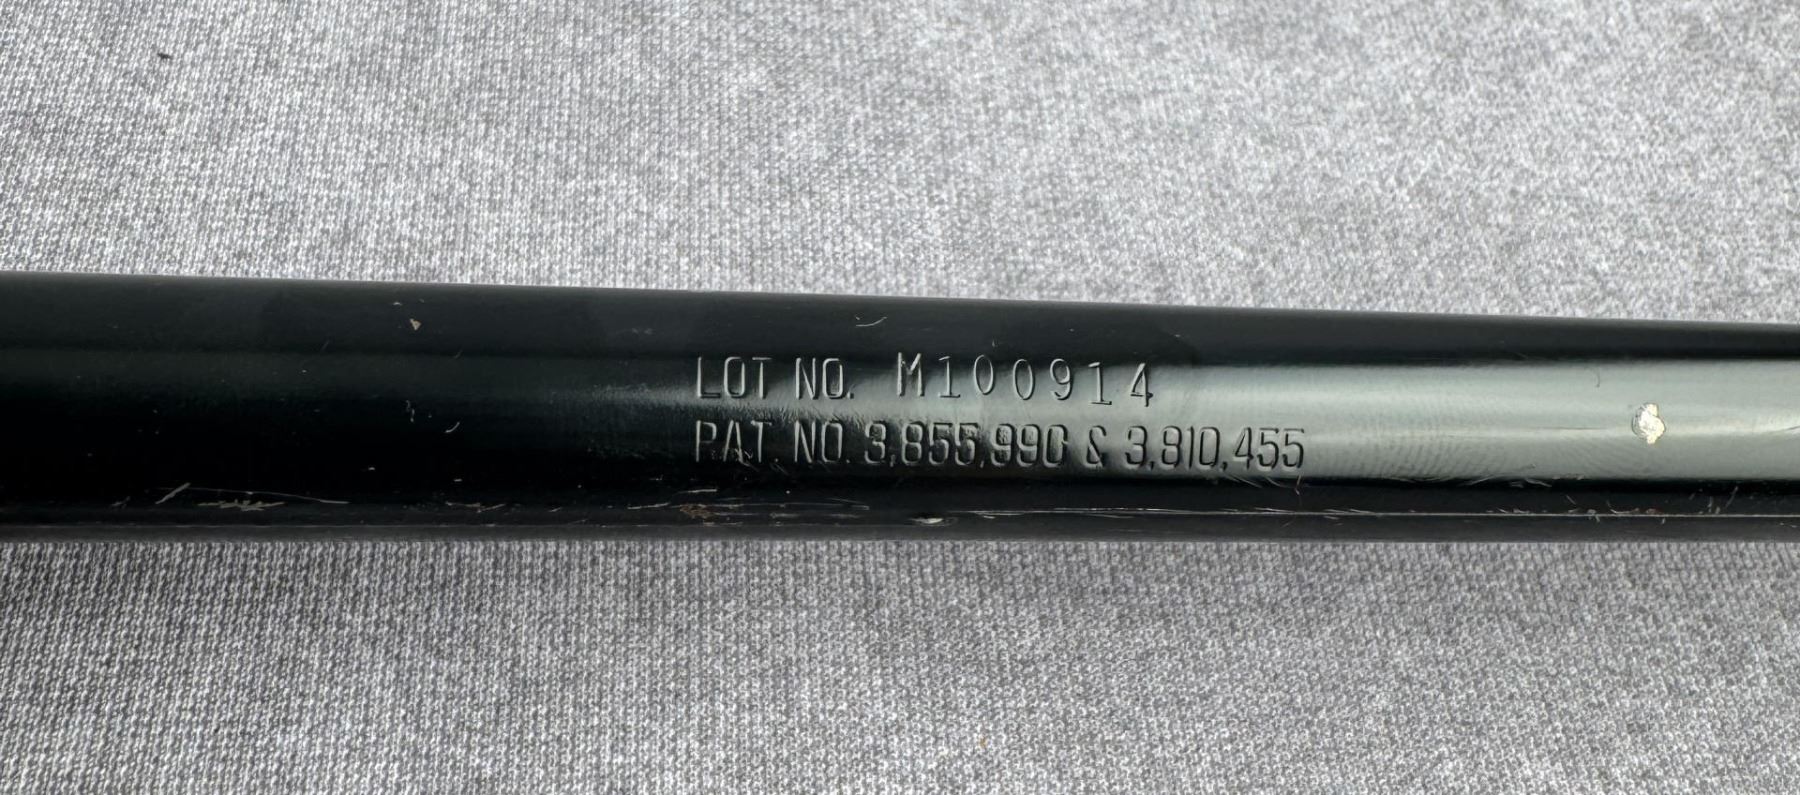 LOT NO. M100914
PAT. NO. 3,855,990 & 3,810,455